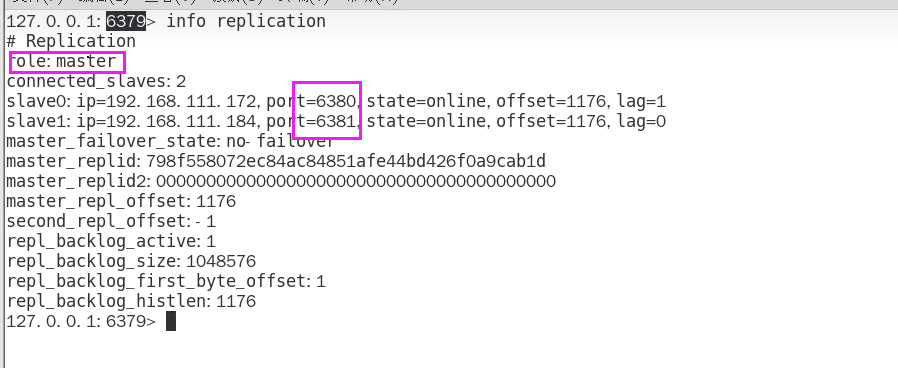 127.0.0.1:6379> info replication
# Replication
role:master
connected_slaves:2
slave0:ip=192.168.111.172,port=6380,state=online,offset=1176,lag=1
slave1:ip=192.168.111.184,port=6381,state=online,offset=1176,lag=0
master_failover_state:no-failover
master_replid:798f558072ec84ac84851afe44bd426f0a9cab1d
master_replid2:0000000000000000000000000000000000000000
master_repl_offset:1176
second_repl_offset:-1
repl_backlog_active:1
repl_backlog_size:1048576
repl_backlog_first_byte_offset:1
repl_backlog_histlen:1176
127.0.0.1:6379>